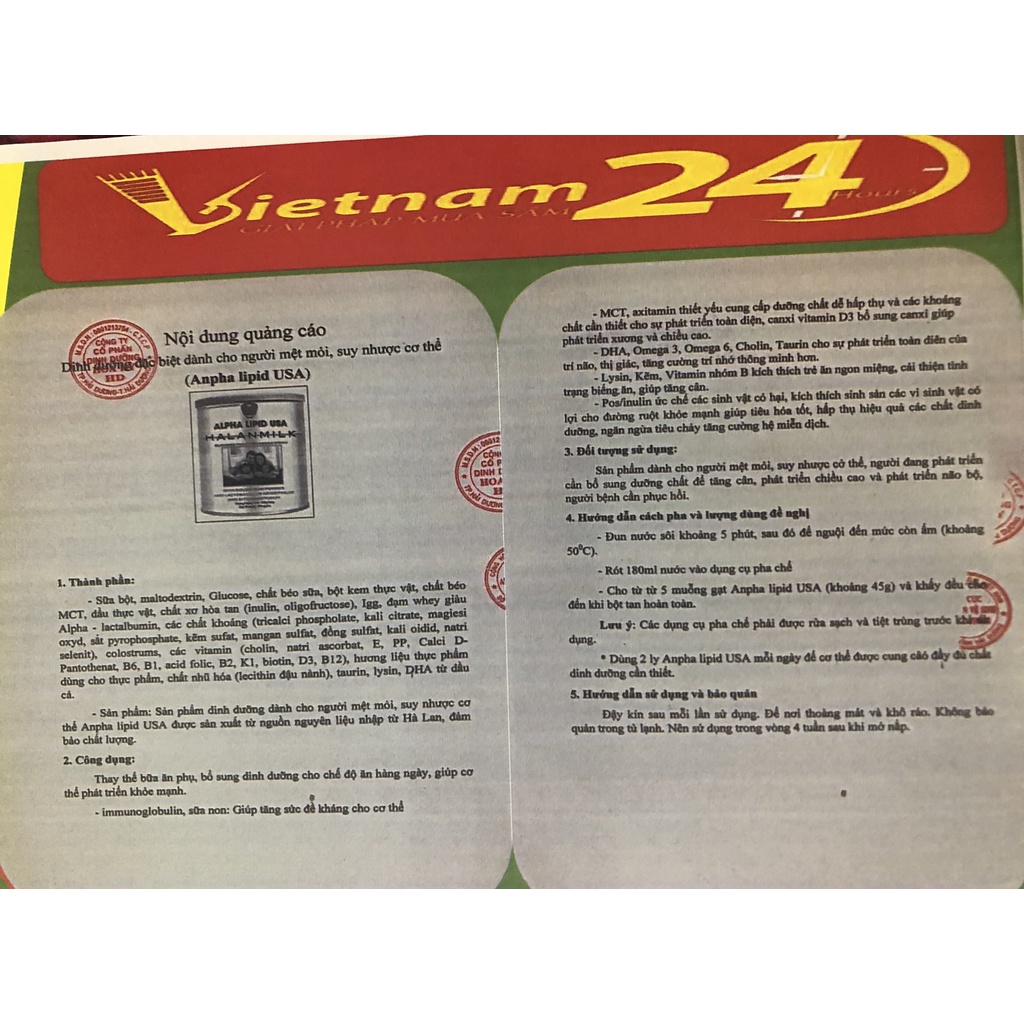 Vietnam 24
HOURS
GIẢI PHÁP MUA SẮM
Nội dung quảng cáo
Dinh dưỡng đặc biệt dành cho người mệt mỏi, suy nhược cơ thể
(Anpha lipid USA)
ALPHA LIPID USA
HALANMILK
1. Thành phần:
- Sữa bột, maltodextrin, Glucose, chất béo sữa, bột kem thực vật, chất béo
MCT, dầu thực vật, chất xơ hòa tan (inulin, oligofructose), Igg, đạm whey giàu
Alpha - lactalbumin, các chất khoáng (tricalci phospholate, kali citrate, magiesi
oxyd, sắt pyrophosphate, kẽm sufat, mangan sulfat, đồng sulfat, kali oidid, natri
selenit), colostrums, các vitamin (cholin, natri ascorbat, E, PP, Calci D-
Pantothenat, B6, B1, acid folic, B2, K1, biotin, D3, B12), hương liệu thực phẩm
dùng cho thực phẩm, chất nhũ hóa (lecithin đậu nành), taurin, lysin, DHA từ dầu
cá.
- Sản phẩm: Sản phẩm dinh dưỡng dành cho người mệt mỏi, suy nhược cơ
thể Anpha lipid USA được sản xuất từ nguồn nguyên liệu nhập từ Hà Lan, đảm
bảo chất lượng.
2. Công dụng:
Thay thế bữa ăn phụ, bổ sung dinh dưỡng cho chế độ ăn hàng ngày, giúp cơ
thể phát triển khỏe mạnh.
- immunoglobulin, sữa non: Giúp tăng sức đề kháng cho cơ thể
- MCT, axitamin thiết yếu cung cấp dưỡng chất dễ hấp thụ và các khoáng
chất cần thiết cho sự phát triển toàn diện, canxi vitamin D3 bổ sung canxi giúp
phát triển xương và chiều cao.
- DHA, Omega 3, Omega 6, Cholin, Taurin cho sự phát triển toàn diện của
trí não, thị giác, tăng cường trí nhớ thông minh hơn.
- Lysin, Kẽm, Vitamin nhóm B kích thích trẻ ăn ngon miệng, cải thiện tình
trạng biếng ăn, giúp tăng cân.
- Pos/inulin ức chế các sinh vật có hại, kích thích sinh sản các vi sinh vật có
lợi cho đường ruột khỏe mạnh giúp tiêu hóa tốt, hấp thụ hiệu quả các chất dinh
dưỡng, ngăn ngừa tiêu chảy tăng cường hệ miễn dịch.
3. Đối tượng sử dụng:
Sản phẩm dành cho người mệt mỏi, suy nhược cở thể, người đang phát triển
cần bổ sung dưỡng chất để tăng cân, phát triển chiều cao và phát triển não bộ,
người bệnh cần phục hồi.
4. Hướng dẫn cách pha và lượng dùng đề nghị
- Đun nước sôi khoảng 5 phút, sau đó để nguội đến mức còn ấm (khoảng
50⁰C).
- Rót 180ml nước vào dụng cụ pha chế
- Cho từ từ 5 muỗng gạt Anpha lipid USA (khoảng 45g) và khấy đều cho
đến khi bột tan hoàn toàn.
Lưu ý: Các dụng cụ pha chế phải được rửa sạch và tiệt trùng trước khi sử
dụng.
* Dùng 2 ly Anpha lipid USA mỗi ngày để cơ thể được cung cầó đầy đủ chất
dinh dưỡng cần thiết.
5. Hướng dẫn sử dụng và bảo quản
Đậy kín sau mỗi lần sử dụng. Để nơi thoáng mát và khô ráo. Không bảo
quản trong tủ lạnh. Nên sử dụng trong vòng 4 tuần sau khi mở nắp.